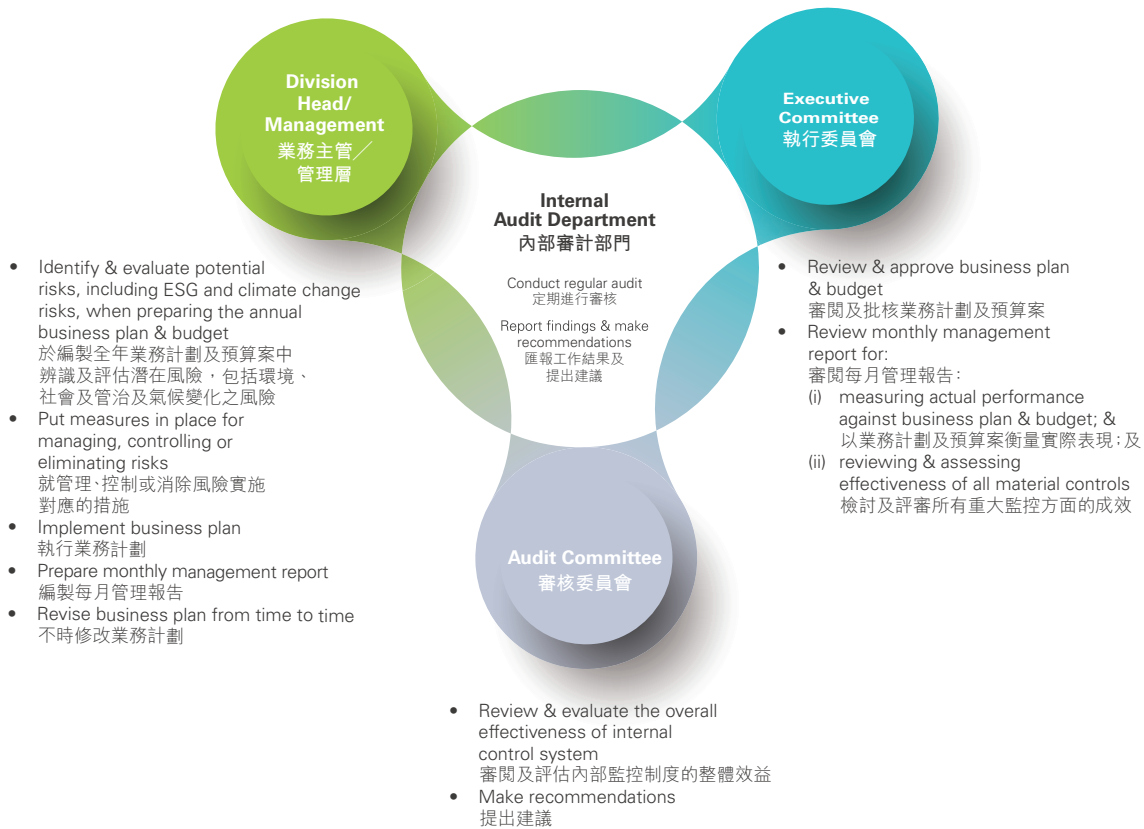 Division
Head/
Management
業務主管／
管理層
Executive
Committee
執行委員會
Internal
Audit Department
內部審計部門
Conduct regular audit
定期進行審核
Report findings & make
recommendations
匯報工作結果及
提出建議
• Identify & evaluate potential
risks, including ESG and climate change
risks, when preparing the annual
business plan & budget
於編製全年業務計劃及預算案中
辨識及評估潛在風險，包括環境、
社會及管治及氣候變化之風險
• Put measures in place for
managing, controlling or
eliminating risks
就管理、控制或消除風險實施
對應的措施
• Implement business plan
執行業務計劃
• Prepare monthly management report
編製每月管理報告
• Revise business plan from time to time
不時修改業務計劃
• Review & approve business plan
& budget
審閱及批核業務計劃及預算案
• Review monthly management
report for:
審閱每月管理報告：
(i) measuring actual performance
against business plan & budget; &
以業務計劃及預算案衡量實際表現；及
(ii) reviewing & assessing
effectiveness of all material controls
檢討及評審所有重大監控方面的成效
Audit Committee
審核委員會
• Review & evaluate the overall
effectiveness of internal
control system
審閱及評估內部監控制度的整體效益
• Make recommendations
提出建議